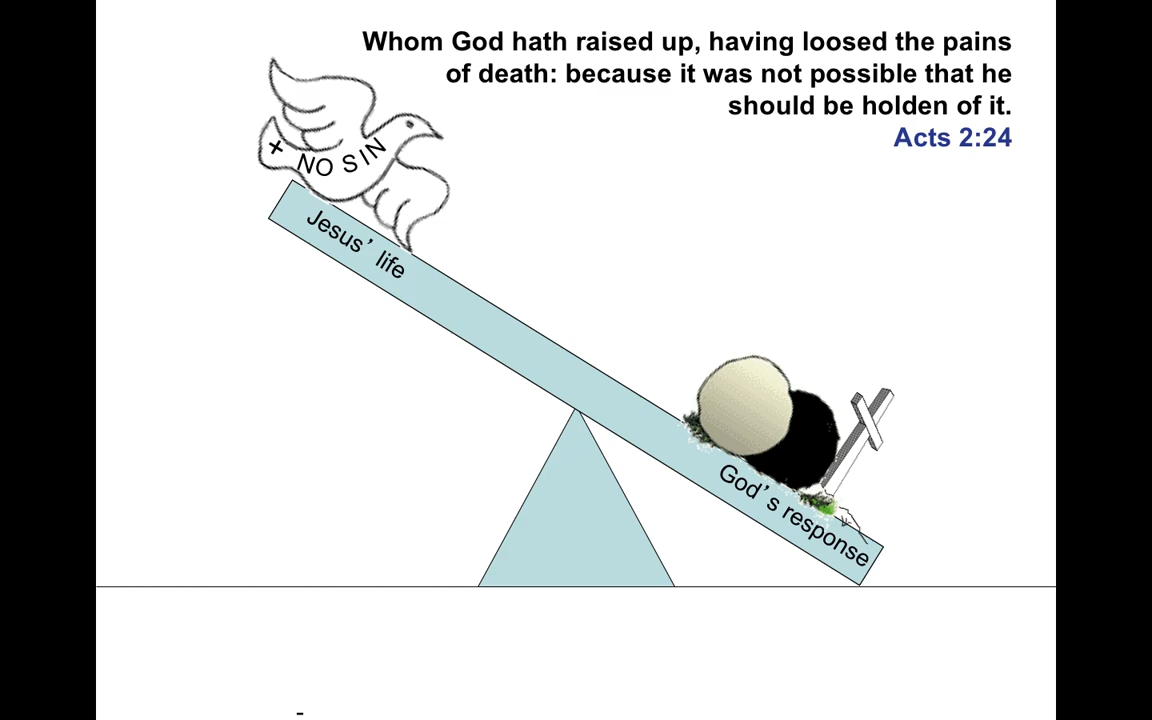 Whom God hath raised up, having loosed the pains
of death: because it was not possible that he
should be holden of it.
Acts 2:24
+ NO SIN
Jesus’ life
God’s response
-